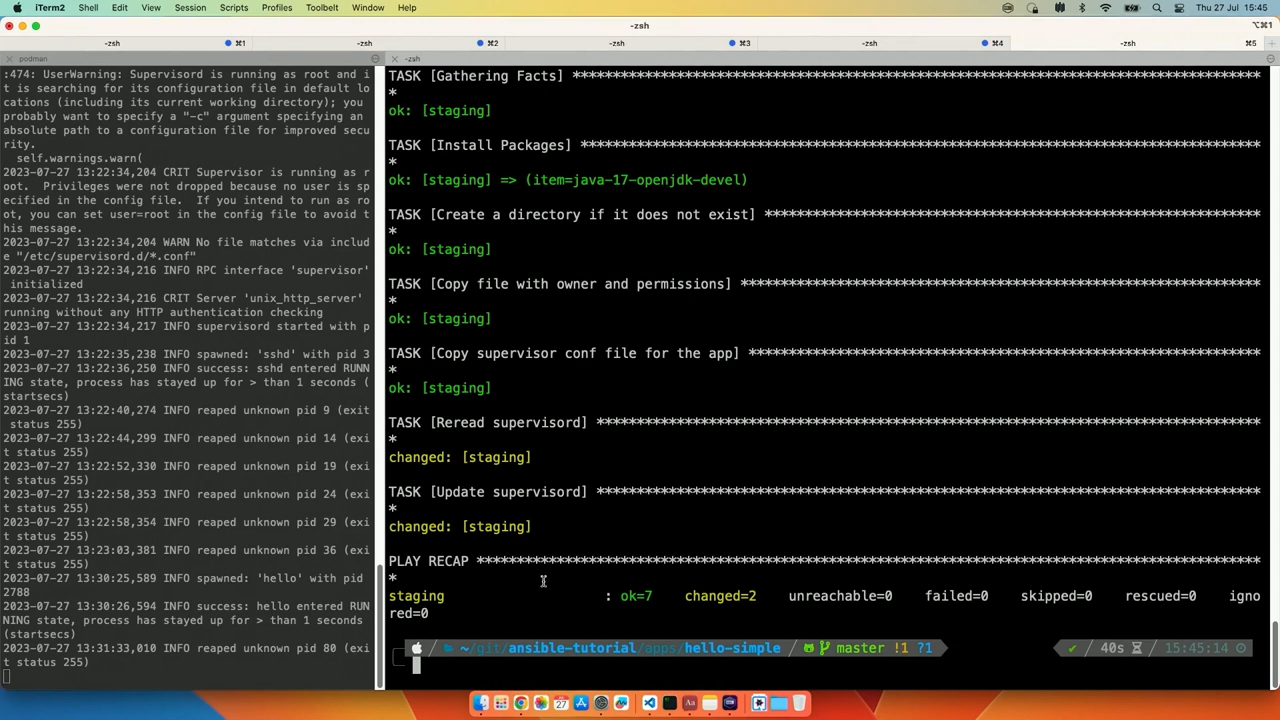 iTerm2 Shell Edit View Session Scripts Profiles Toolbelt Window Help Thu 27 Jul 15:45
-zsh
⌥⌘1
-zsh ⌘1 -zsh ⌘2 -zsh ⌘3 -zsh ⌘4 -zsh ⌘5
podman
:474: UserWarning: Supervisord is running as root and i
t is searching for its configuration file in default lo
cations (including its current working directory); you
probably want to specify a "-c" argument specifying an
absolute path to a configuration file for improved secu
rity.
self.warnings.warn(
2023-07-27 13:22:34,204 CRIT Supervisor is running as r
oot.  Privileges were not dropped because no user is sp
ecified in the config file.  If you intend to run as ro
ot, you can set user=root in the config file to avoid t
his message.
2023-07-27 13:22:34,204 WARN No file matches via includ
e "/etc/supervisord.d/*.conf"
2023-07-27 13:22:34,216 INFO RPC interface 'supervisor'
initialized
2023-07-27 13:22:34,216 CRIT Server 'unix_http_server'
running without any HTTP authentication checking
2023-07-27 13:22:34,217 INFO supervisord started with p
id 1
2023-07-27 13:22:35,238 INFO spawned: 'sshd' with pid 3
2023-07-27 13:22:36,250 INFO success: sshd entered RUNN
ING state, process has stayed up for > than 1 seconds (
startsecs)
2023-07-27 13:22:40,274 INFO reaped unknown pid 9 (exit
status 255)
2023-07-27 13:22:44,299 INFO reaped unknown pid 14 (exi
t status 255)
2023-07-27 13:22:52,330 INFO reaped unknown pid 19 (exi
t status 255)
2023-07-27 13:22:58,353 INFO reaped unknown pid 24 (exi
t status 255)
2023-07-27 13:22:58,354 INFO reaped unknown pid 29 (exi
t status 255)
2023-07-27 13:23:03,381 INFO reaped unknown pid 36 (exi
t status 255)
2023-07-27 13:30:25,589 INFO spawned: 'hello' with pid
2788
2023-07-27 13:30:26,594 INFO success: hello entered RUN
NING state, process has stayed up for > than 1 seconds
(startsecs)
2023-07-27 13:31:33,010 INFO reaped unknown pid 80 (exi
t status 255)
-zsh
TASK [Gathering Facts] ***************************************************************************************
*
ok: [staging]
TASK [Install Packages] **************************************************************************************
*
ok: [staging] => (item=java-17-openjdk-devel)
TASK [Create a directory if it does not exist] ***************************************************************
*
ok: [staging]
TASK [Copy file with owner and permissions] *******************************************************************
*
ok: [staging]
TASK [Copy supervisor conf file for the app] *****************************************************************
*
ok: [staging]
TASK [Reread supervisord] ************************************************************************************
*
changed: [staging]
TASK [Update supervisord] ************************************************************************************
*
changed: [staging]
PLAY RECAP ***************************************************************************************************
*
staging : ok=7 changed=2 unreachable=0 failed=0 skipped=0 rescued=0 igno
red=0
~/git/ansible-tutorial/apps/hello-simple master !1 ?1 ✔ 40s 15:45:14